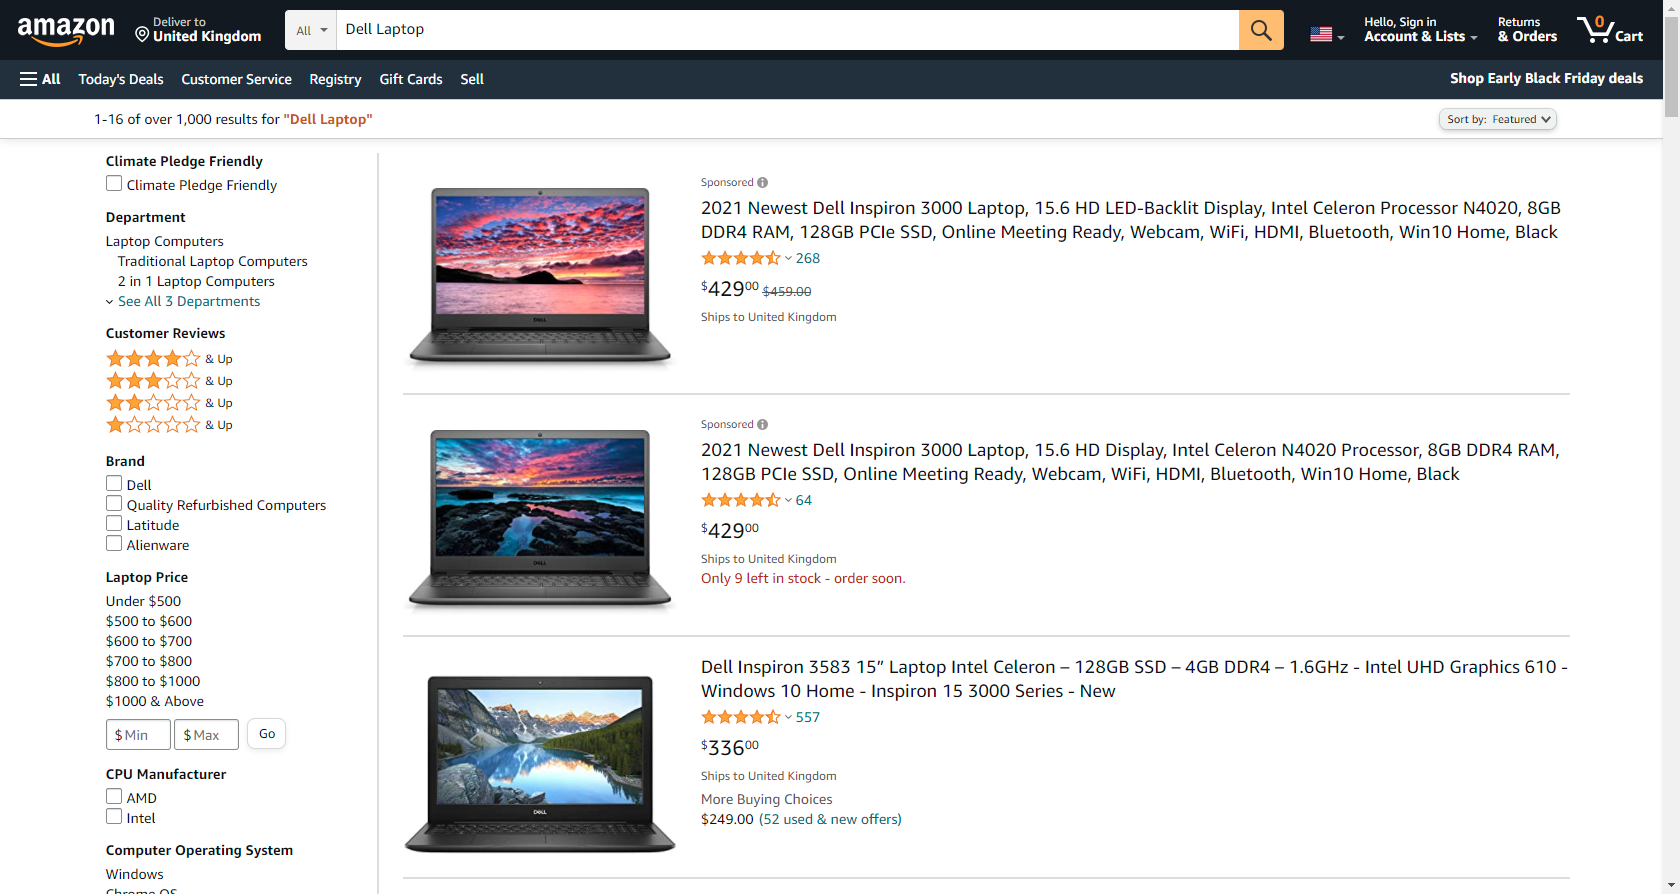 amazon
Deliver to
United Kingdom
All
Dell Laptop
Hello, Sign in
Account & Lists
Returns
& Orders
0
Cart
All
Today's Deals
Customer Service
Registry
Gift Cards
Sell
Shop Early Black Friday deals
1-16 of over 1,000 results for "Dell Laptop"
Sort by: Featured
Climate Pledge Friendly
Climate Pledge Friendly
Department
Laptop Computers
Traditional Laptop Computers
2 in 1 Laptop Computers
See All 3 Departments
Customer Reviews
& Up
& Up
& Up
& Up
Brand
Dell
Quality Refurbished Computers
Latitude
Alienware
Laptop Price
Under $500
$500 to $600
$600 to $700
$700 to $800
$800 to $1000
$1000 & Above
$ Min
$ Max
Go
CPU Manufacturer
AMD
Intel
Computer Operating System
Windows
Chrome OS
Sponsored
2021 Newest Dell Inspiron 3000 Laptop, 15.6 HD LED-Backlit Display, Intel Celeron Processor N4020, 8GB
DDR4 RAM, 128GB PCIe SSD, Online Meeting Ready, Webcam, WiFi, HDMI, Bluetooth, Win10 Home, Black
268
$42900 $459.00
Ships to United Kingdom
DELL
Sponsored
2021 Newest Dell Inspiron 3000 Laptop, 15.6 HD Display, Intel Celeron N4020 Processor, 8GB DDR4 RAM,
128GB PCIe SSD, Online Meeting Ready, Webcam, WiFi, HDMI, Bluetooth, Win10 Home, Black
64
$42900
Ships to United Kingdom
Only 9 left in stock - order soon.
DELL
Dell Inspiron 3583 15” Laptop Intel Celeron – 128GB SSD – 4GB DDR4 – 1.6GHz - Intel UHD Graphics 610 -
Windows 10 Home - Inspiron 15 3000 Series - New
557
$33600
Ships to United Kingdom
More Buying Choices
$249.00 (52 used & new offers)
DELL